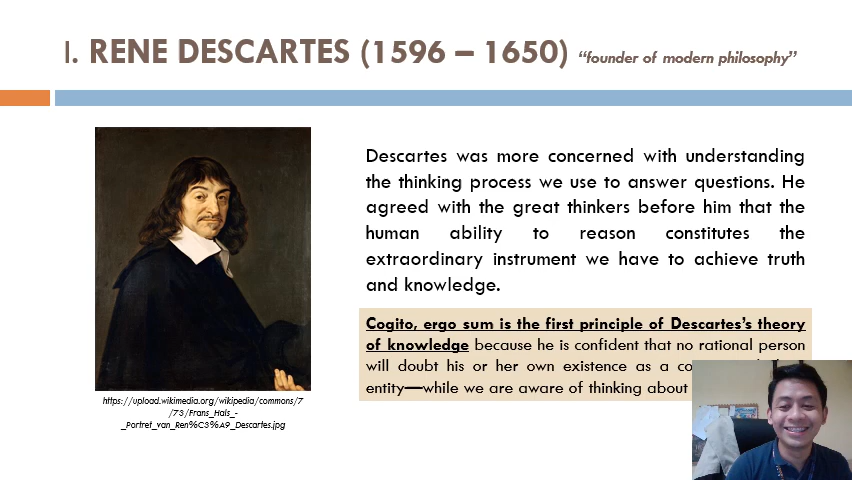 I. RENE DESCARTES (1596 – 1650) “founder of modern philosophy”
Descartes was more concerned with understanding
the thinking process we use to answer questions. He
agreed with the great thinkers before him that the
human ability to reason constitutes the
extraordinary instrument we have to achieve truth
and knowledge.
Cogito, ergo sum is the first principle of Descartes’s theory
of knowledge because he is confident that no rational person
will doubt his or her own existence as a
entity—while we are aware of thinking about
https://upload.wikimedia.org/wikipedia/commons/7
/73/Frans_Hals_-
_Portret_van_Ren%C3%A9_Descartes.jpg